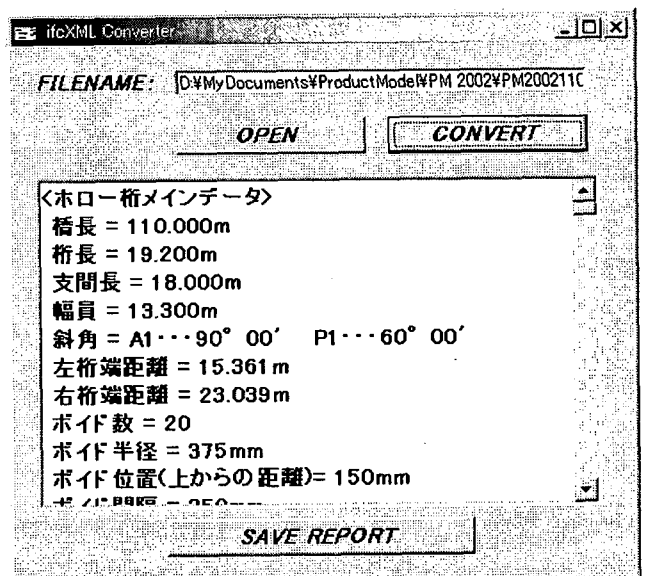 ifcXML Converter
FILENAME: D:¥MyDocuments¥ProductModel¥PM 2002¥PM200211C
OPEN CONVERT
<ホロー桁メインデータ>
橋長 = 110.000m
桁長 = 19.200m
支間長 = 18.000m
幅員 = 13.300m
斜角 = A1・・・90° 00′ P1・・・60° 00′
左桁端距離 = 15.361m
右桁端距離 = 23.039m
ボイド数 = 20
ボイド半径 = 375mm
ボイド位置(上からの距離)= 150mm
SAVE REPORT